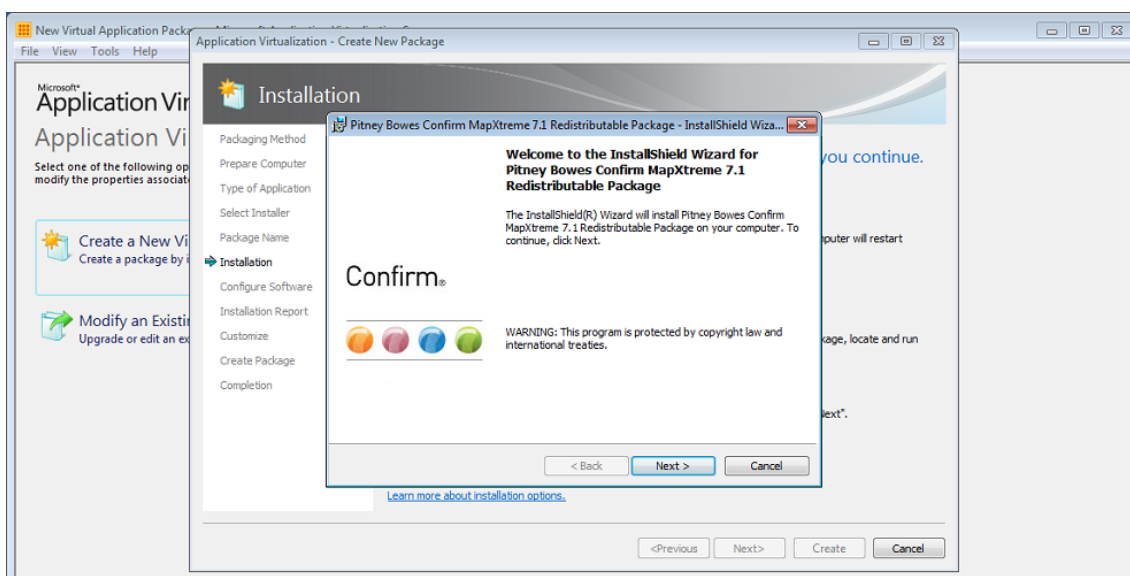 New Virtual Application
File View Tools Help
Microsoft®
Application Vir
Application Vi
Select one of the following op
modify the properties associat
Create a New Vi
Create a package by i
Modify an Existi
Upgrade or edit an ex
Application Virtualization - Create New Package
Installation
Packaging Method
Prepare Computer
Type of Application
Select Installer
Package Name
Installation
Configure Software
Installation Report
Customize
Create Package
Completion
you continue.
puter will restart
kage, locate and run
Next".
Pitney Bowes Confirm MapXtreme 7.1 Redistributable Package - InstallShield Wiza...
Welcome to the InstallShield Wizard for
Pitney Bowes Confirm MapXtreme 7.1
Redistributable Package
The InstallShield(R) Wizard will install Pitney Bowes Confirm
MapXtreme 7.1 Redistributable Package on your computer. To
continue, click Next.
Confirm®
WARNING: This program is protected by copyright law and
international treaties.
< Back
Next >
Cancel
Learn more about installation options.
<Previous
Next>
Create
Cancel